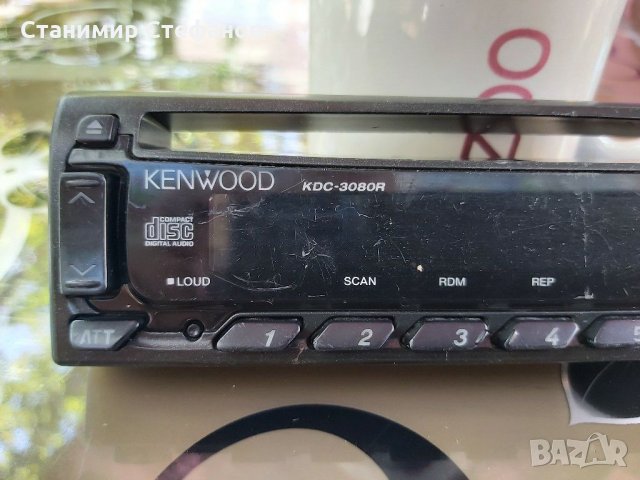 Станимир Стефанов
KENWOOD KDC-3080R
COMPACT
disc
DIGITAL AUDIO
LOUD SCAN RDM REP
ATT 1 2 3 4 5
BAZAR